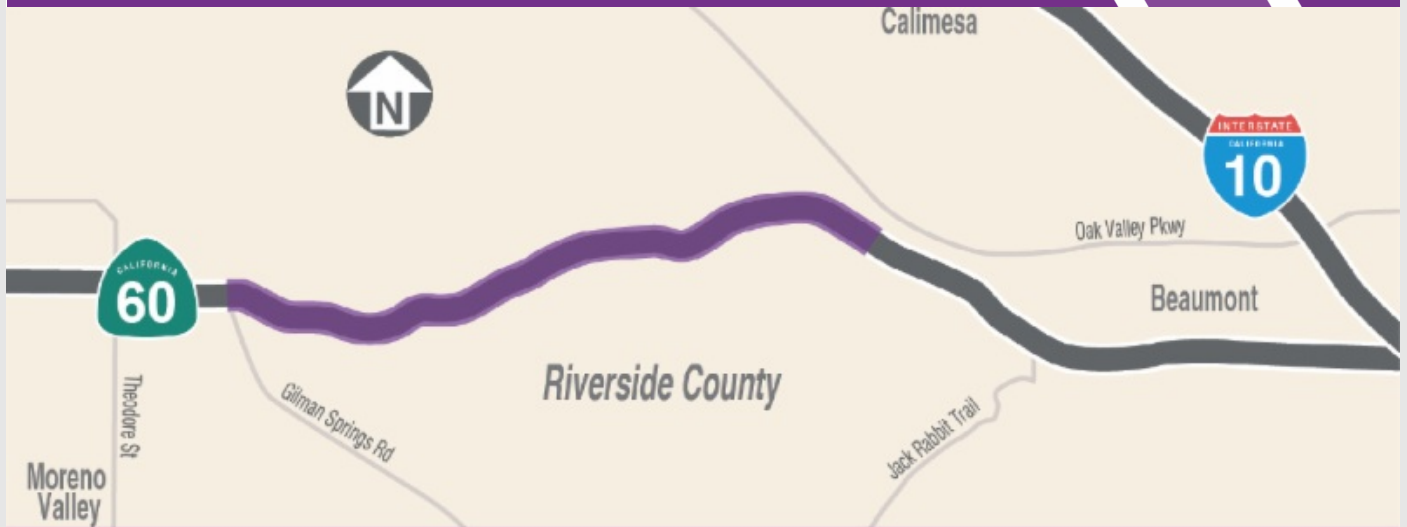 Calimesa
N
INTERSTATE
CALIFORNIA
10
Oak Valley Pkwy
CALIFORNIA
60
Beaumont
Riverside County
Theodore St
Gilman Springs Rd
Jack Rabbit Trail
Moreno
Valley